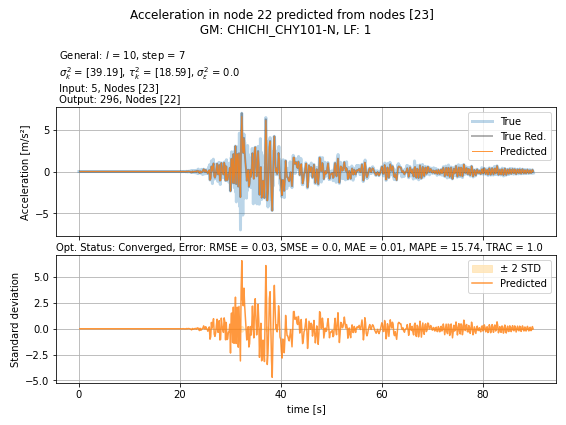 Acceleration in node 22 predicted from nodes [23]
GM: CHICHI_CHY101-N, LF: 1
General: l = 10, step = 7
σ²ₖ = [39.19], τ²ₖ = [18.59], σ²ε = 0.0
Input: 5, Nodes [23]
Output: 296, Nodes [22]
Acceleration [m/s²]
5
0
−5
True
True Red.
Predicted
Opt. Status: Converged, Error: RMSE = 0.03, SMSE = 0.0, MAE = 0.01, MAPE = 15.74, TRAC = 1.0
Standard deviation
5.0
2.5
0.0
−2.5
−5.0
± 2 STD
Predicted
0 20 40 60 80
time [s]